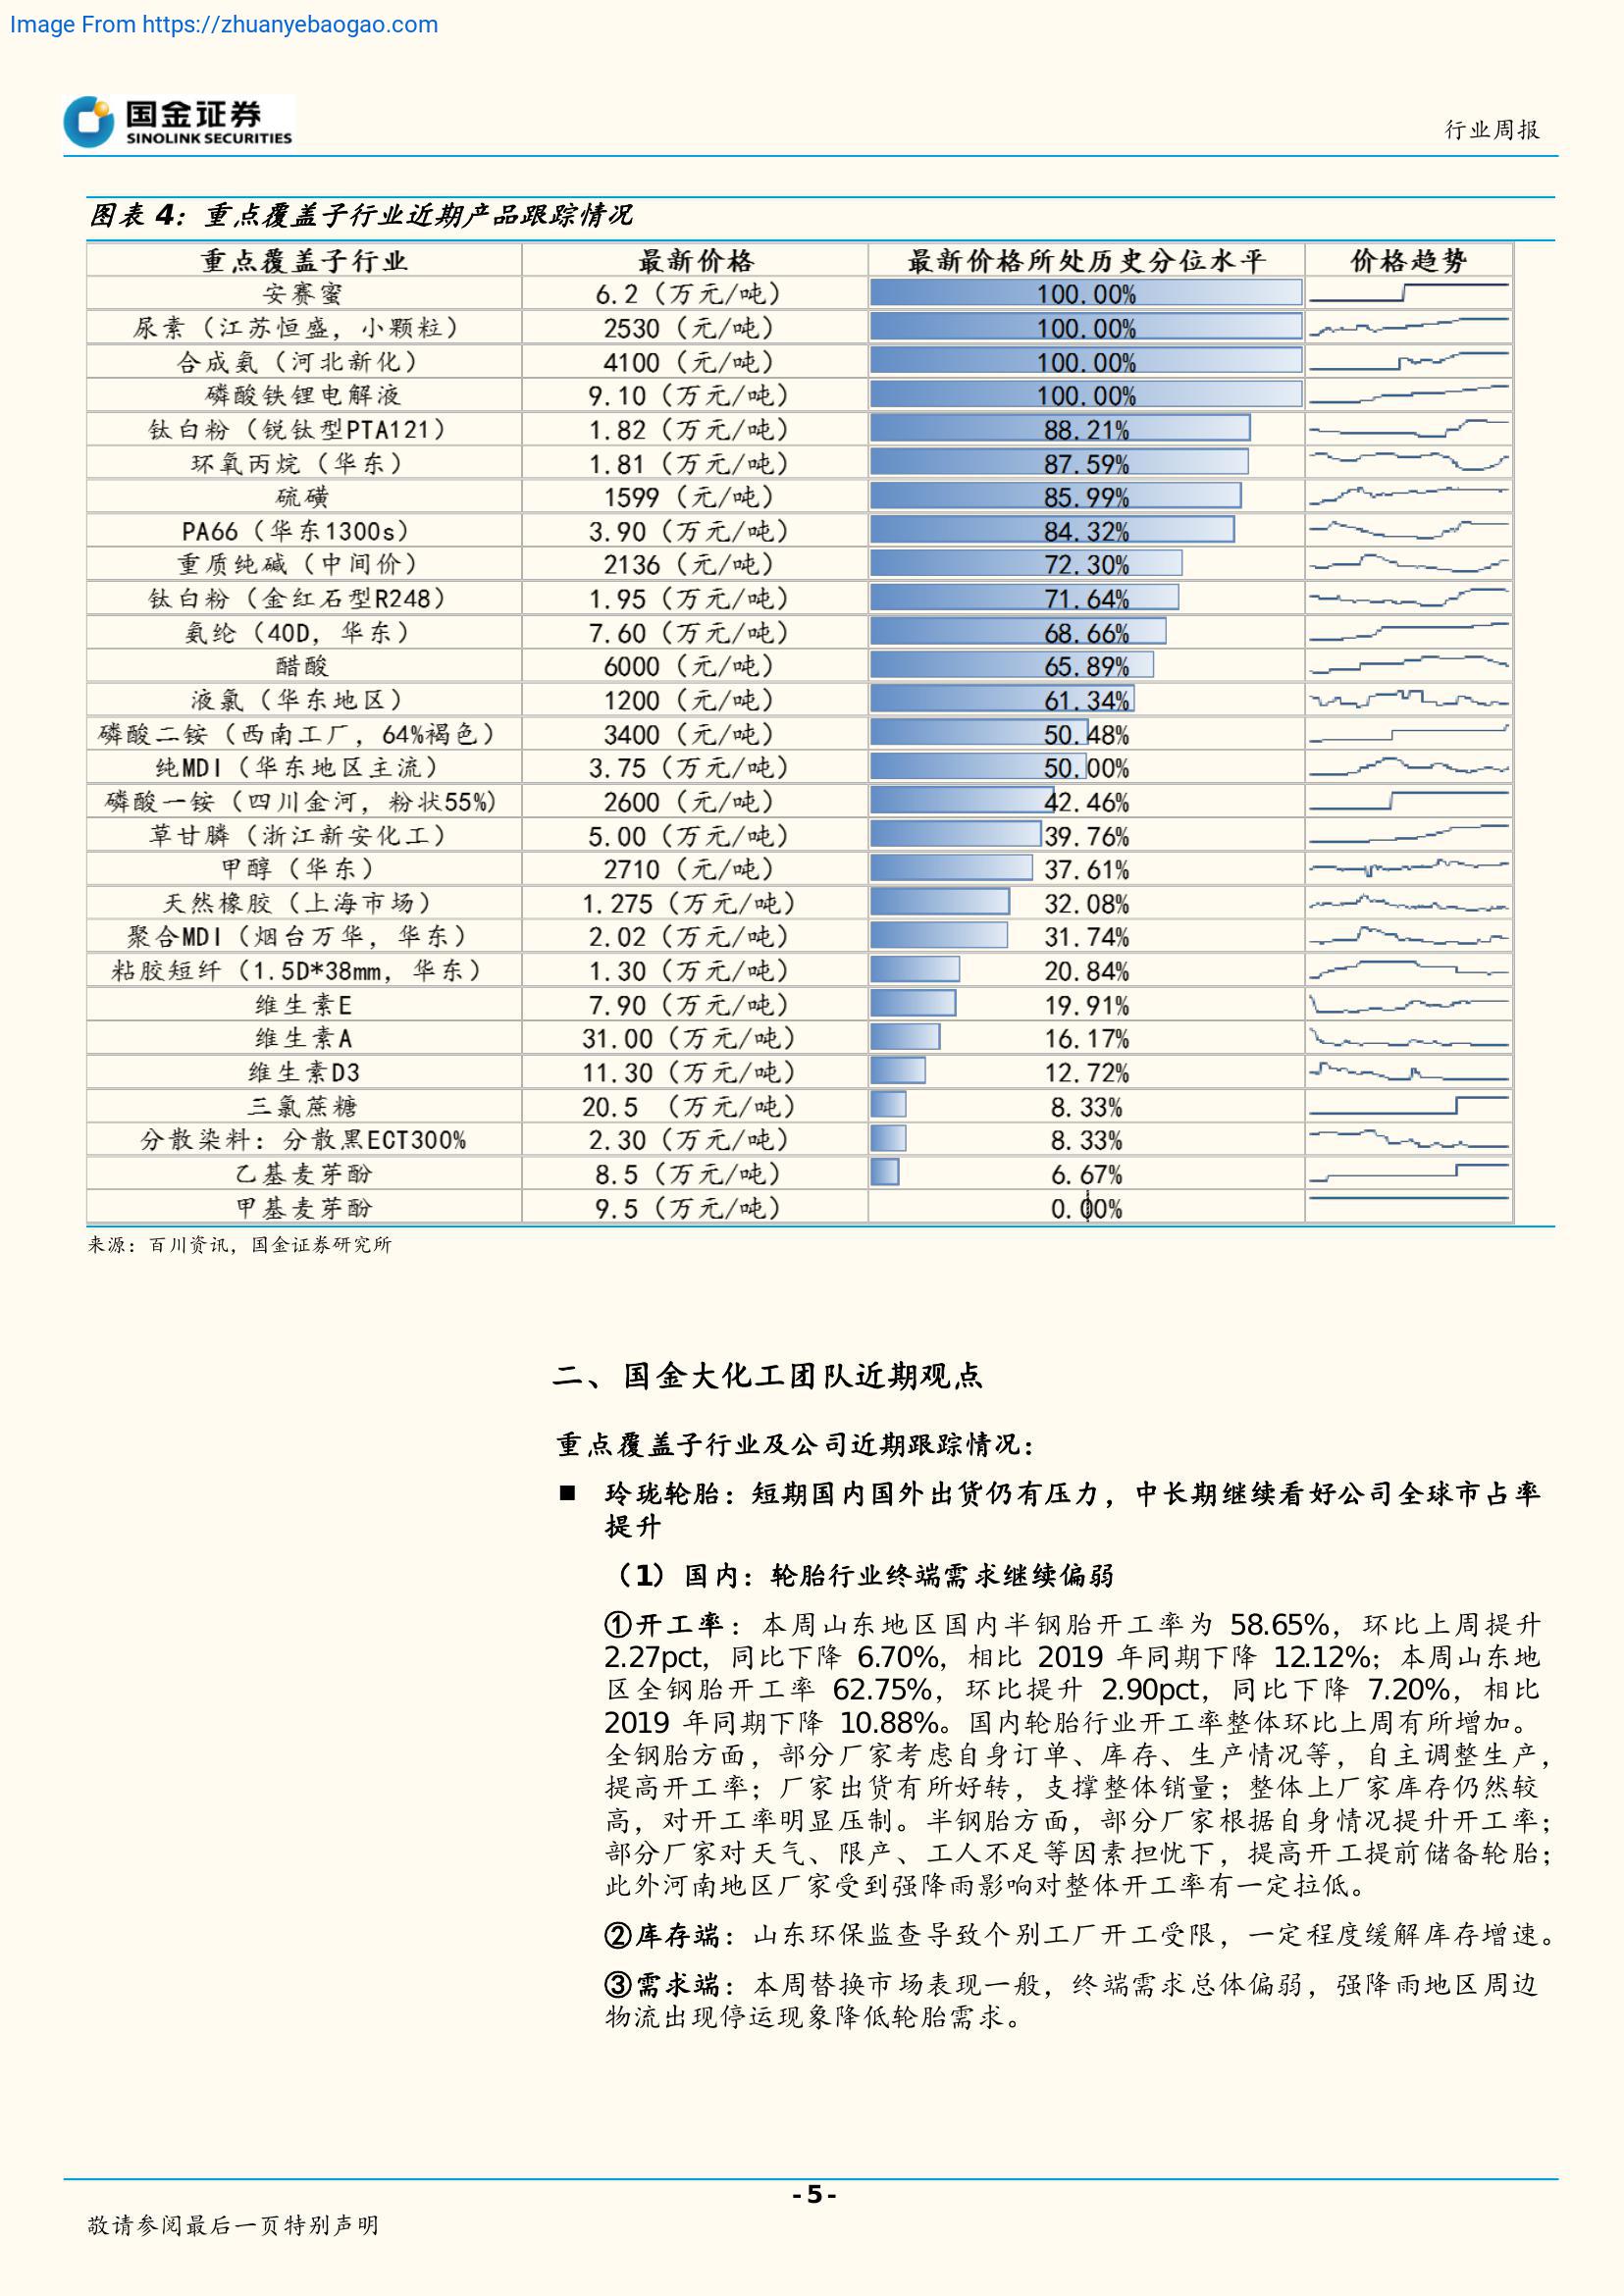 Image From https://zhuanyebaogao.com
国金证券
SINOLINK SECURITIES
行业周报
图表 4：重点覆盖子行业近期产品跟踪情况
重点覆盖子行业 最新价格 最新价格所处历史分位水平 价格趋势
安赛蜜 6.2（万元/吨） 100.00%
尿素（江苏恒盛，小颗粒） 2530（元/吨） 100.00%
合成氨（河北新化） 4100（元/吨） 100.00%
磷酸铁锂电解液 9.10（万元/吨） 100.00%
钛白粉（锐钛型PTA121） 1.82（万元/吨） 88.21%
环氧丙烷（华东） 1.81（万元/吨） 87.59%
硫磺 1599（元/吨） 85.99%
PA66（华东1300s） 3.90（万元/吨） 84.32%
重质纯碱（中间价） 2136（元/吨） 72.30%
钛白粉（金红石型R248） 1.95（万元/吨） 71.64%
氨纶（40D，华东） 7.60（万元/吨） 68.66%
醋酸 6000（元/吨） 65.89%
液氯（华东地区） 1200（元/吨） 61.34%
磷酸二铵（西南工厂，64%褐色） 3400（元/吨） 50.48%
纯MDI（华东地区主流） 3.75（万元/吨） 50.00%
磷酸一铵（四川金河，粉状55%） 2600（元/吨） 42.46%
草甘膦（浙江新安化工） 5.00（万元/吨） 39.76%
甲醇（华东） 2710（元/吨） 37.61%
天然橡胶（上海市场） 1.275（万元/吨） 32.08%
聚合MDI（烟台万华，华东） 2.02（万元/吨） 31.74%
粘胶短纤（1.5D*38mm，华东） 1.30（万元/吨） 20.84%
维生素E 7.90（万元/吨） 19.91%
维生素A 31.00（万元/吨） 16.17%
维生素D3 11.30（万元/吨） 12.72%
三氯蔗糖 20.5 （万元/吨） 8.33%
分散染料：分散黑ECT300% 2.30（万元/吨） 8.33%
乙基麦芽酚 8.5（万元/吨） 6.67%
甲基麦芽酚 9.5（万元/吨） 0.00%
来源：百川资讯，国金证券研究所
二、国金大化工团队近期观点
重点覆盖子行业及公司近期跟踪情况：
■ 玲珑轮胎：短期国内国外出货仍有压力，中长期继续看好公司全球市占率
提升
（1）国内：轮胎行业终端需求继续偏弱
①开工率：本周山东地区国内半钢胎开工率为 58.65%，环比上周提升
2.27pct，同比下降 6.70%，相比 2019 年同期下降 12.12%；本周山东地
区全钢胎开工率 62.75%，环比提升 2.90pct，同比下降 7.20%，相比
2019 年同期下降 10.88%。国内轮胎行业开工率整体环比上周有所增加。
全钢胎方面，部分厂家考虑自身订单、库存、生产情况等，自主调整生产，
提高开工率；厂家出货有所好转，支撑整体销量；整体上厂家库存仍然较
高，对开工率明显压制。半钢胎方面，部分厂家根据自身情况提升开工率；
部分厂家对天气、限产、工人不足等因素担忧下，提高开工提前储备轮胎；
此外河南地区厂家受到强降雨影响对整体开工率有一定拉低。
②库存端：山东环保监查导致个别工厂开工受限，一定程度缓解库存增速。
③需求端：本周替换市场表现一般，终端需求总体偏弱，强降雨地区周边
物流出现停运现象降低轮胎需求。
- 5 -
敬请参阅最后一页特别声明